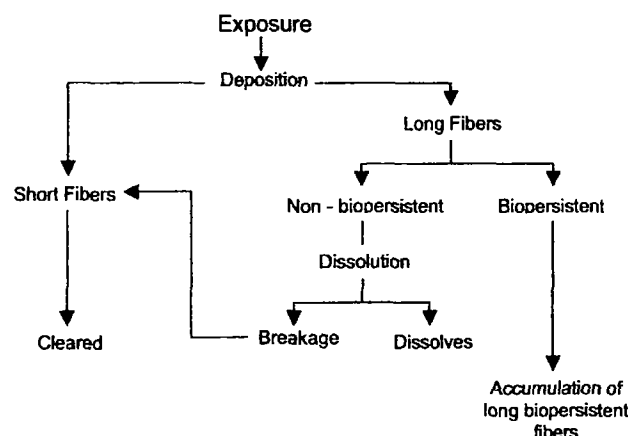 Exposure
Deposition
Long Fibers
Short Fibers
Non - biopersistent
Biopersistent
Dissolution
Cleared
Breakage
Dissolves
Accumulation of
long biopersistent
fibers